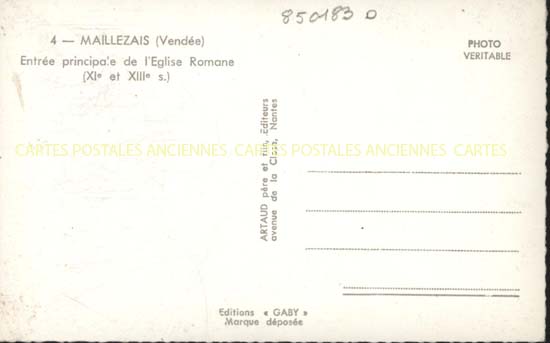 850183 D
4 — MAILLEZAIS (Vendée)
Entrée principale de l'Eglise Romane
(XIe et XIIIe s.)
PHOTO
VERITABLE
CARTES POSTALES ANCIENNES CARTES POSTALES ANCIENNES CARTES
ARTAUD père et fils, Editeurs
avenue de la Close, Nantes
Editions « GABY »
Marque déposée